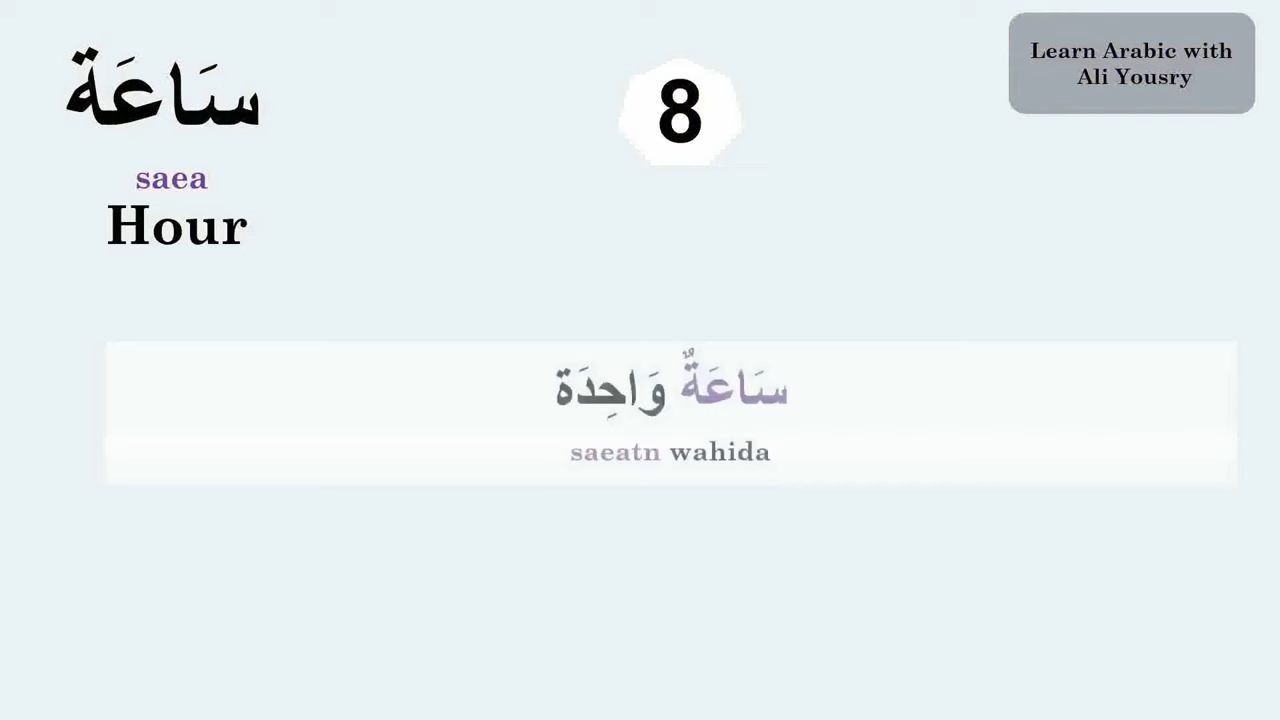 سَاعَة
saea
Hour
8
Learn Arabic with
Ali Yousry
سَاعَةٌ وَاحِدَة
saeatn wahida